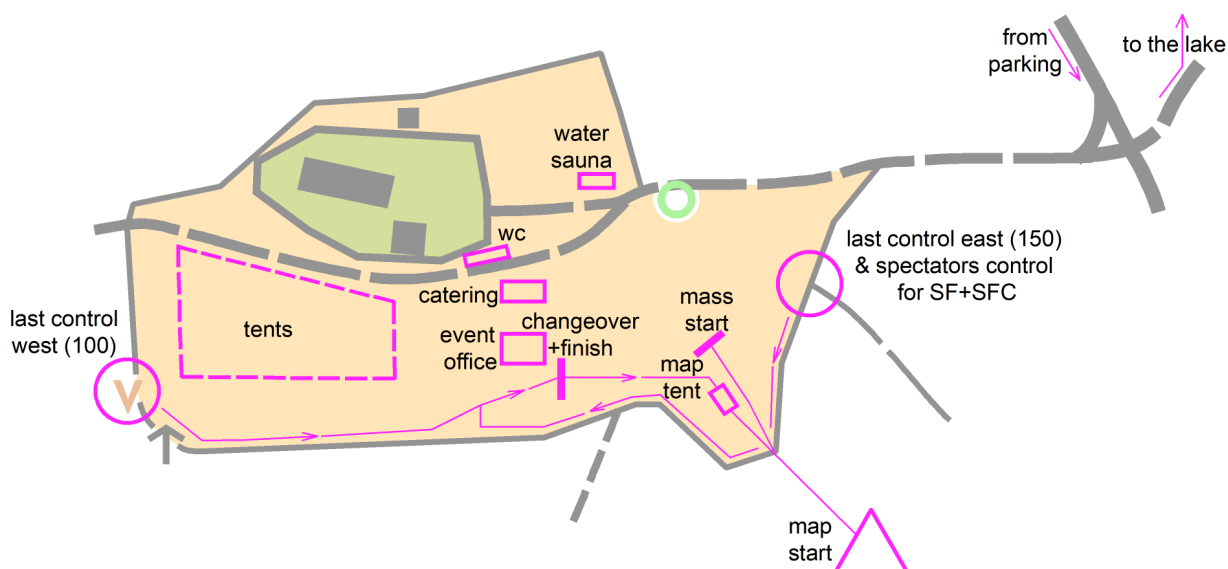 from
parking
to the lake
water
sauna
wc
last control east (150)
& spectators control
for SF+SFC
catering
mass
start
last control
west (100)
tents
event
office
changeover
+finish
map
tent
map
start